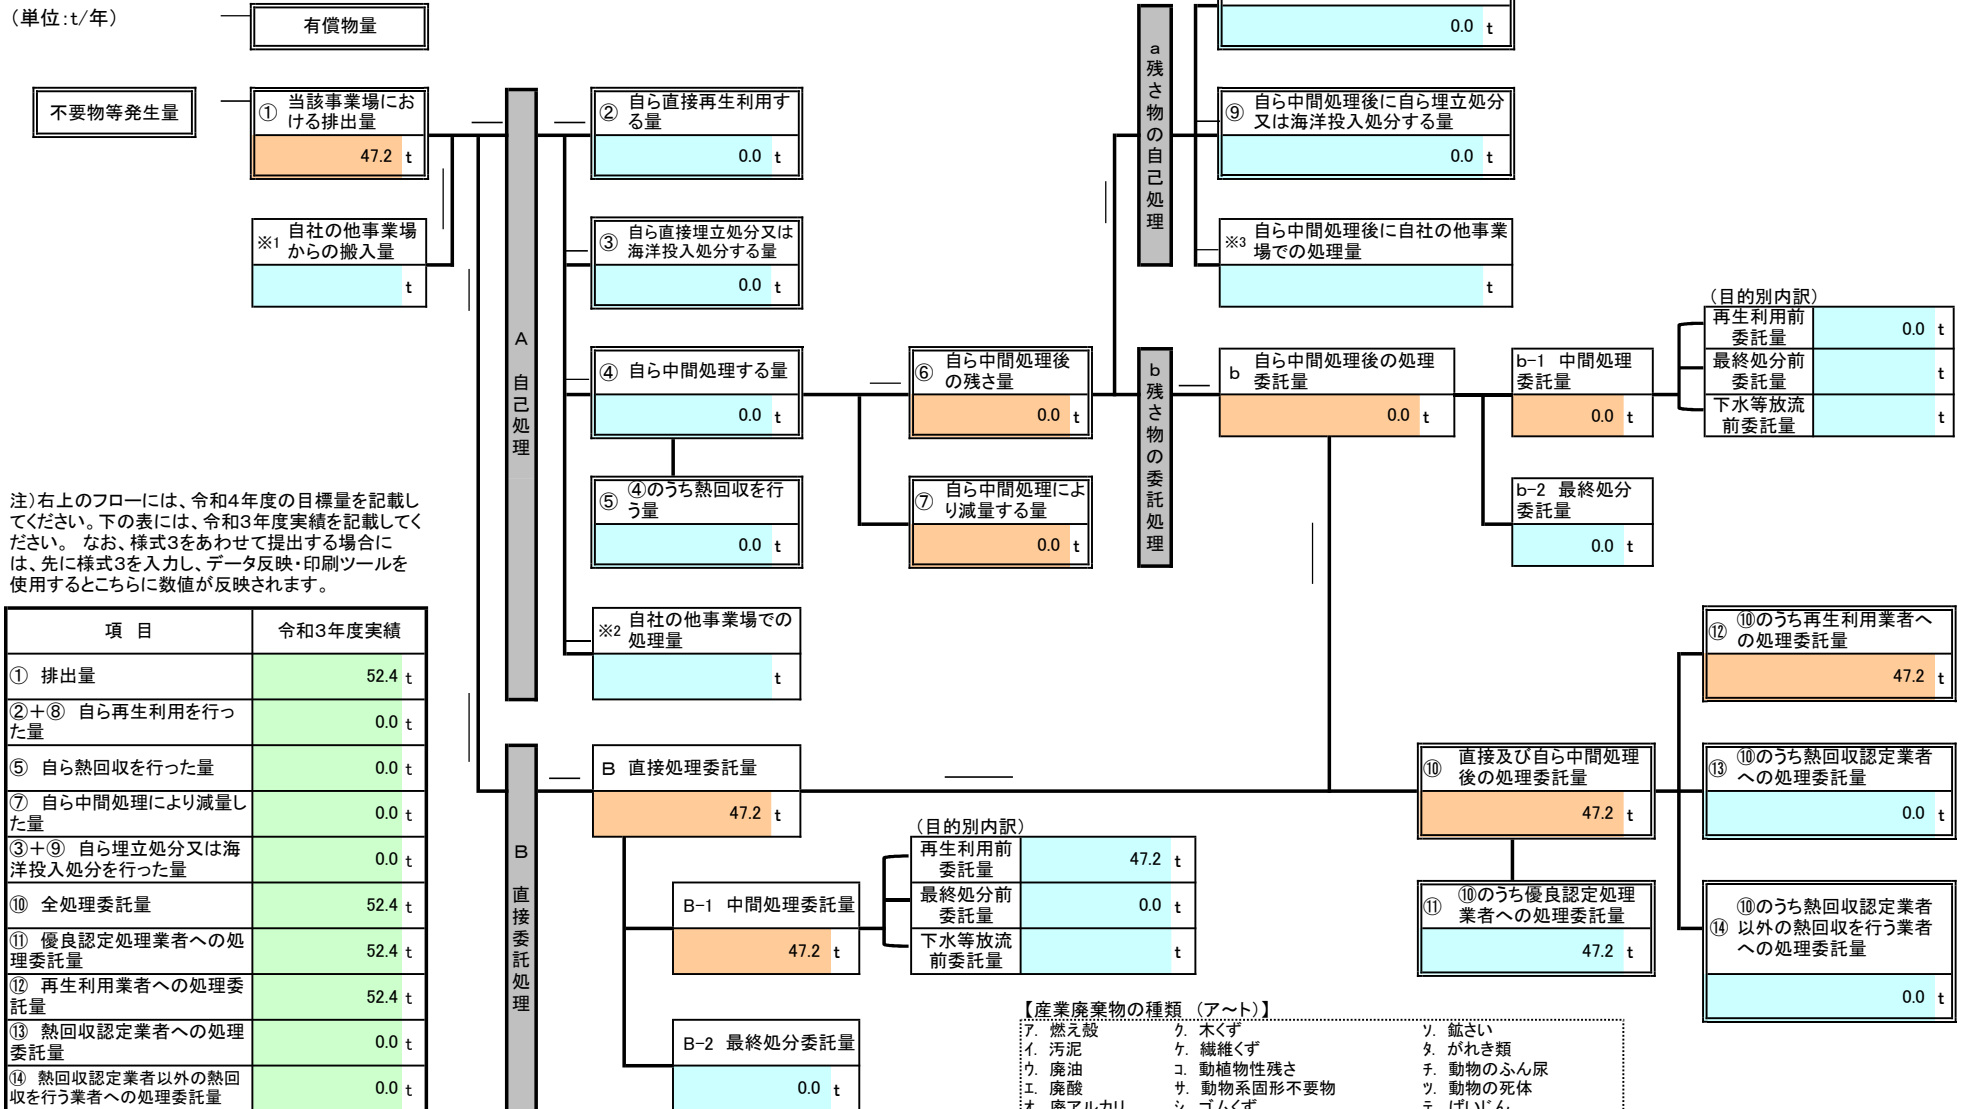 (単位:t/年)
有償物量
0.0 t
不要物等発生量
① 当該事業場にお
ける排出量
47.2 t
※1 自社の他事業場
からの搬入量
t
A 自己処理
② 自ら直接再生利用す
る量
0.0 t
③ 自ら直接埋立処分又は
海洋投入処分する量
0.0 t
④ 自ら中間処理する量
0.0 t
⑤ ④のうち熱回収を行
う量
0.0 t
※2 自社の他事業場での
処理量
t
⑥ 自ら中間処理後
の残さ量
0.0 t
⑦ 自ら中間処理によ
り減量する量
0.0 t
a残さ物の自己処理
⑨ 自ら中間処理後に自ら埋立処分
又は海洋投入処分する量
0.0 t
※3 自ら中間処理後に自社の他事業
場での処理量
t
b残さ物の委託処理
b 自ら中間処理後の処理
委託量
0.0 t
b-1 中間処理
委託量
0.0 t
b-2 最終処分
委託量
0.0 t
(目的別内訳)
再生利用前
委託量
0.0 t
最終処分前
委託量
t
下水等放流
前委託量
t
注)右上のフローには、令和4年度の目標量を記載し
てください。下の表には、令和3年度実績を記載してく
ださい。 なお、様式3をあわせて提出する場合に
は、先に様式3を入力し、データ反映・印刷ツールを
使用するとこちらに数値が反映されます。
項 目 令和3年度実績
① 排出量 52.4 t
②+⑧ 自ら再生利用を行っ
た量
0.0 t
⑤ 自ら熱回収を行った量 0.0 t
⑦ 自ら中間処理により減量し
た量
0.0 t
③+⑨ 自ら埋立処分又は海
洋投入処分を行った量
0.0 t
⑩ 全処理委託量 52.4 t
⑪ 優良認定処理業者への処
理委託量
52.4 t
⑫ 再生利用業者への処理委
託量
52.4 t
⑬ 熱回収認定業者への処理
委託量
0.0 t
⑭ 熱回収認定業者以外の熱回
収を行う業者への処理委託量
0.0 t
B 直接委託処理
B 直接処理委託量
47.2 t
B-1 中間処理委託量
47.2 t
B-2 最終処分委託量
0.0 t
(目的別内訳)
再生利用前
委託量
47.2 t
最終処分前
委託量
0.0 t
下水等放流
前委託量
t
⑩ 直接及び自ら中間処理
後の処理委託量
47.2 t
⑪ ⑩のうち優良認定処理
業者への処理委託量
47.2 t
⑫ ⑩のうち再生利用業者へ
の処理委託量
47.2 t
⑬ ⑩のうち熱回収認定業者
への処理委託量
0.0 t
⑭ ⑩のうち熱回収認定業者
以外の熱回収を行う業者
への処理委託量
0.0 t
【産業廃棄物の種類 (ア~ト)】
ア. 燃え殻 ク. 木くず ソ. 鉱さい
イ. 汚泥 ケ. 繊維くず タ. がれき類
ウ. 廃油 コ. 動植物性残さ チ. 動物のふん尿
エ. 廃酸 サ. 動物系固形不要物 ツ. 動物の死体
オ. 廃アルカリ シ. ゴムくず テ. ばいじん